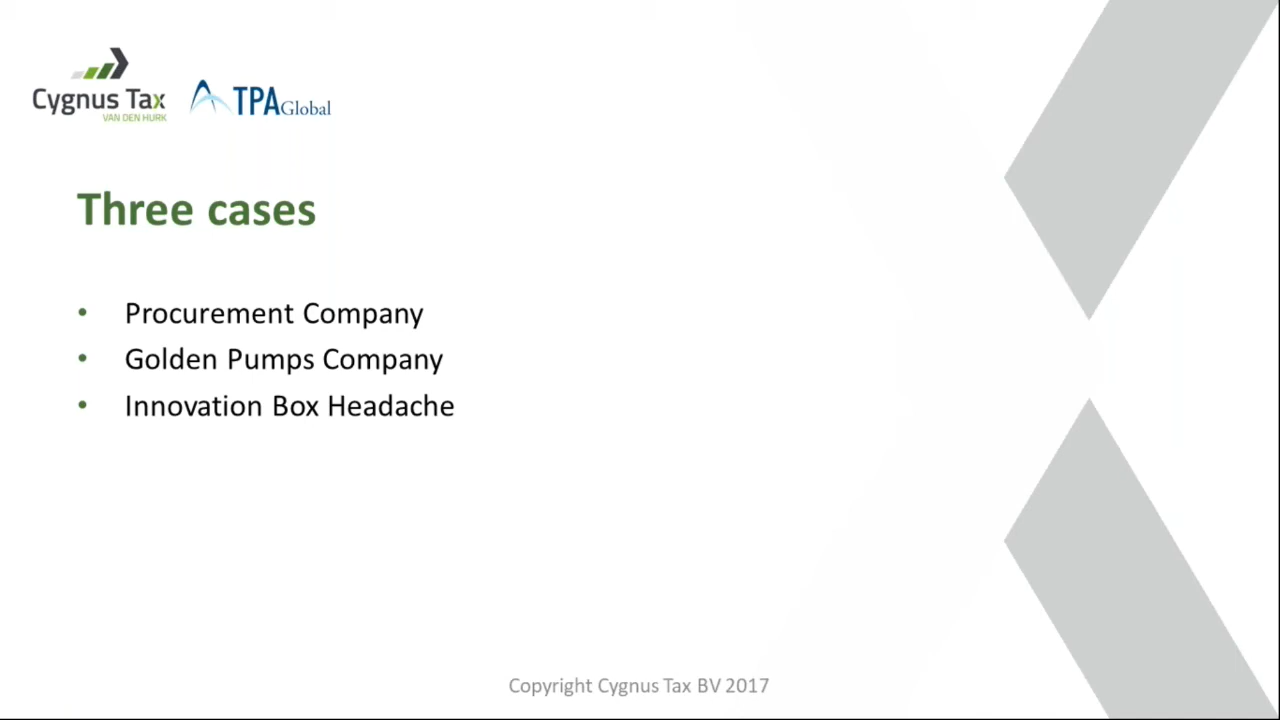 Cygnus Tax
VAN DEN HURK
TPA Global
Three cases
• Procurement Company
• Golden Pumps Company
• Innovation Box Headache
Copyright Cygnus Tax BV 2017